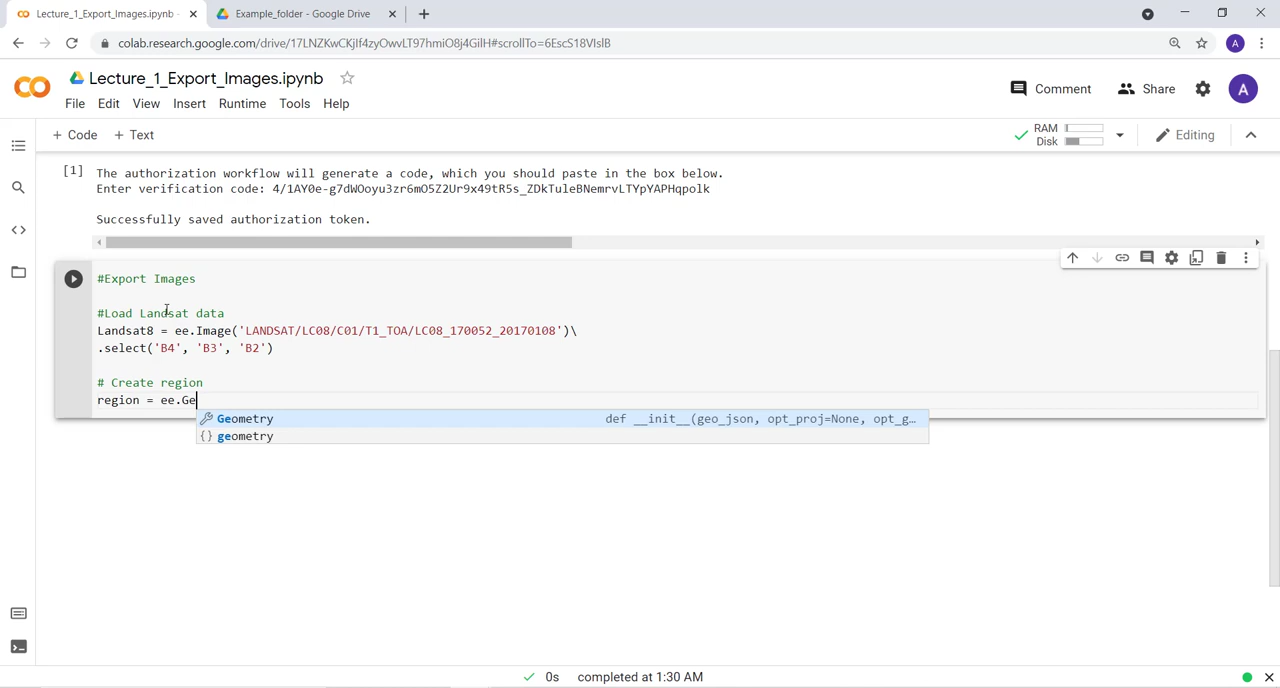 Lecture_1_Export_Images.ipynb -
Example_folder - Google Drive
colab.research.google.com/drive/17LNZKwCKjIf4zyOwvLT97hmiO8j4GilH#scrollTo=6EscS18VIslB
A
Lecture_1_Export_Images.ipynb
Comment
Share
A
File Edit View Insert Runtime Tools Help
+ Code + Text
RAM
Disk
Editing
[1] The authorization workflow will generate a code, which you should paste in the box below.
Enter verification code: 4/1AY0e-g7dWOoyu3zr6mO5Z2Ur9x49tR5s_ZDkTuleBNemrvLTYpYAPHqpolk
Successfully saved authorization token.
#Export Images
#Load Landsat data
Landsat8 = ee.Image('LANDSAT/LC08/C01/T1_TOA/LC08_170052_20170108')\
.select('B4', 'B3', 'B2')
# Create region
region = ee.Ge
Geometry def __init__(geo_json, opt_proj=None, opt_g…
{} geometry
0s completed at 1:30 AM